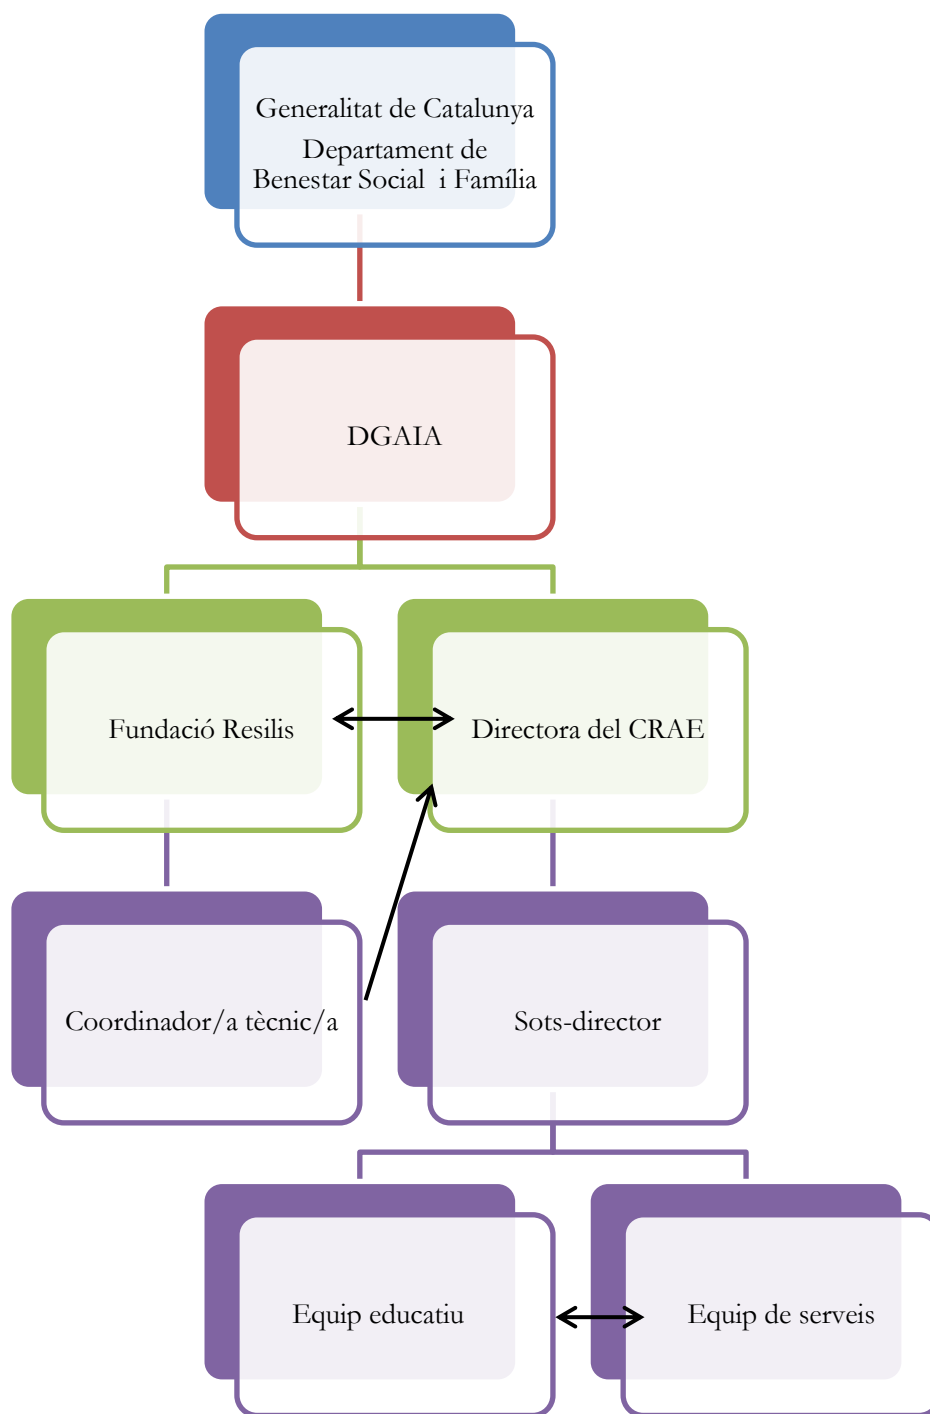 Generalitat de Catalunya
Departament de
Benestar Social i Família
DGAIA
Fundació Resilis
Directora del CRAE
Coordinador/a tècnic/a
Sots-director
Equip educatiu
Equip de serveis